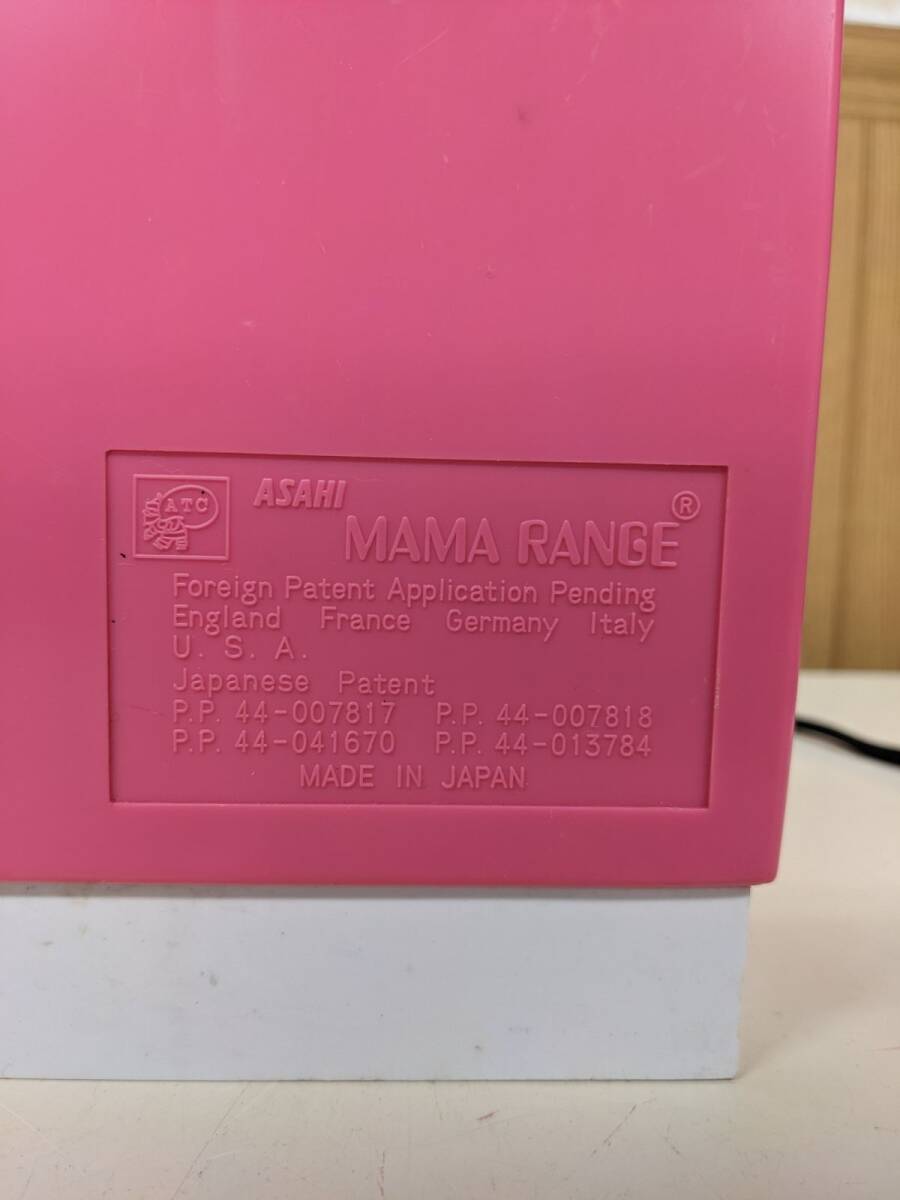 ATC
ASAHI
MAMA RANGE ®
Foreign Patent Application Pending
England France Germany Italy
U. S. A.
Japanese Patent
P.P. 44-007817 P.P. 44-007818
P.P. 44-041670 P.P. 44-013784
MADE IN JAPAN